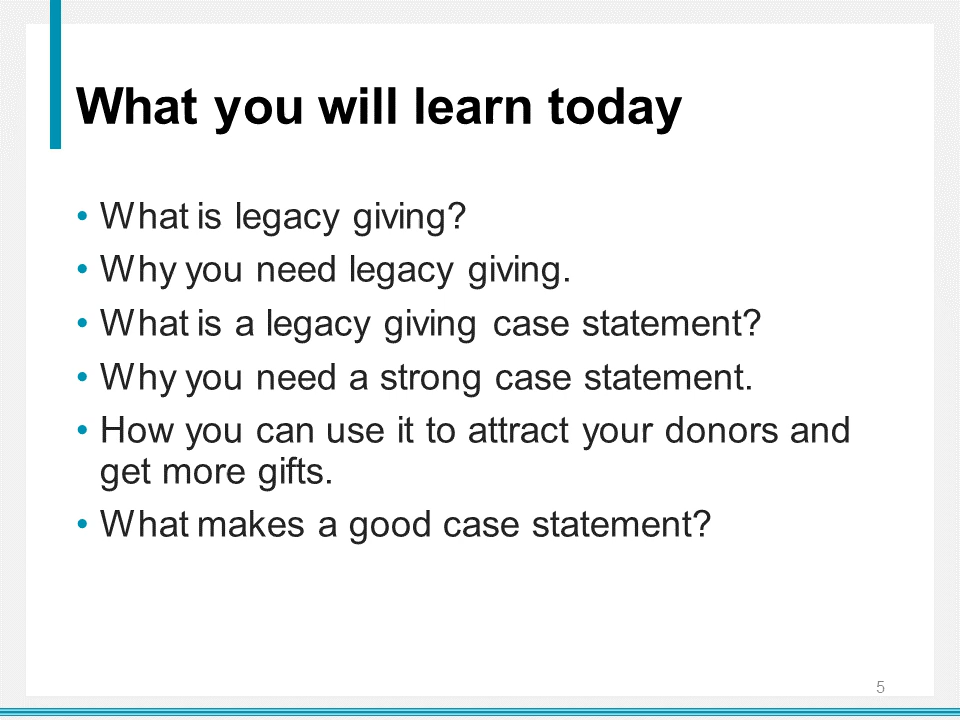 What you will learn today
• What is legacy giving?
• Why you need legacy giving.
• What is a legacy giving case statement?
• Why you need a strong case statement.
• How you can use it to attract your donors and
get more gifts.
• What makes a good case statement?
5